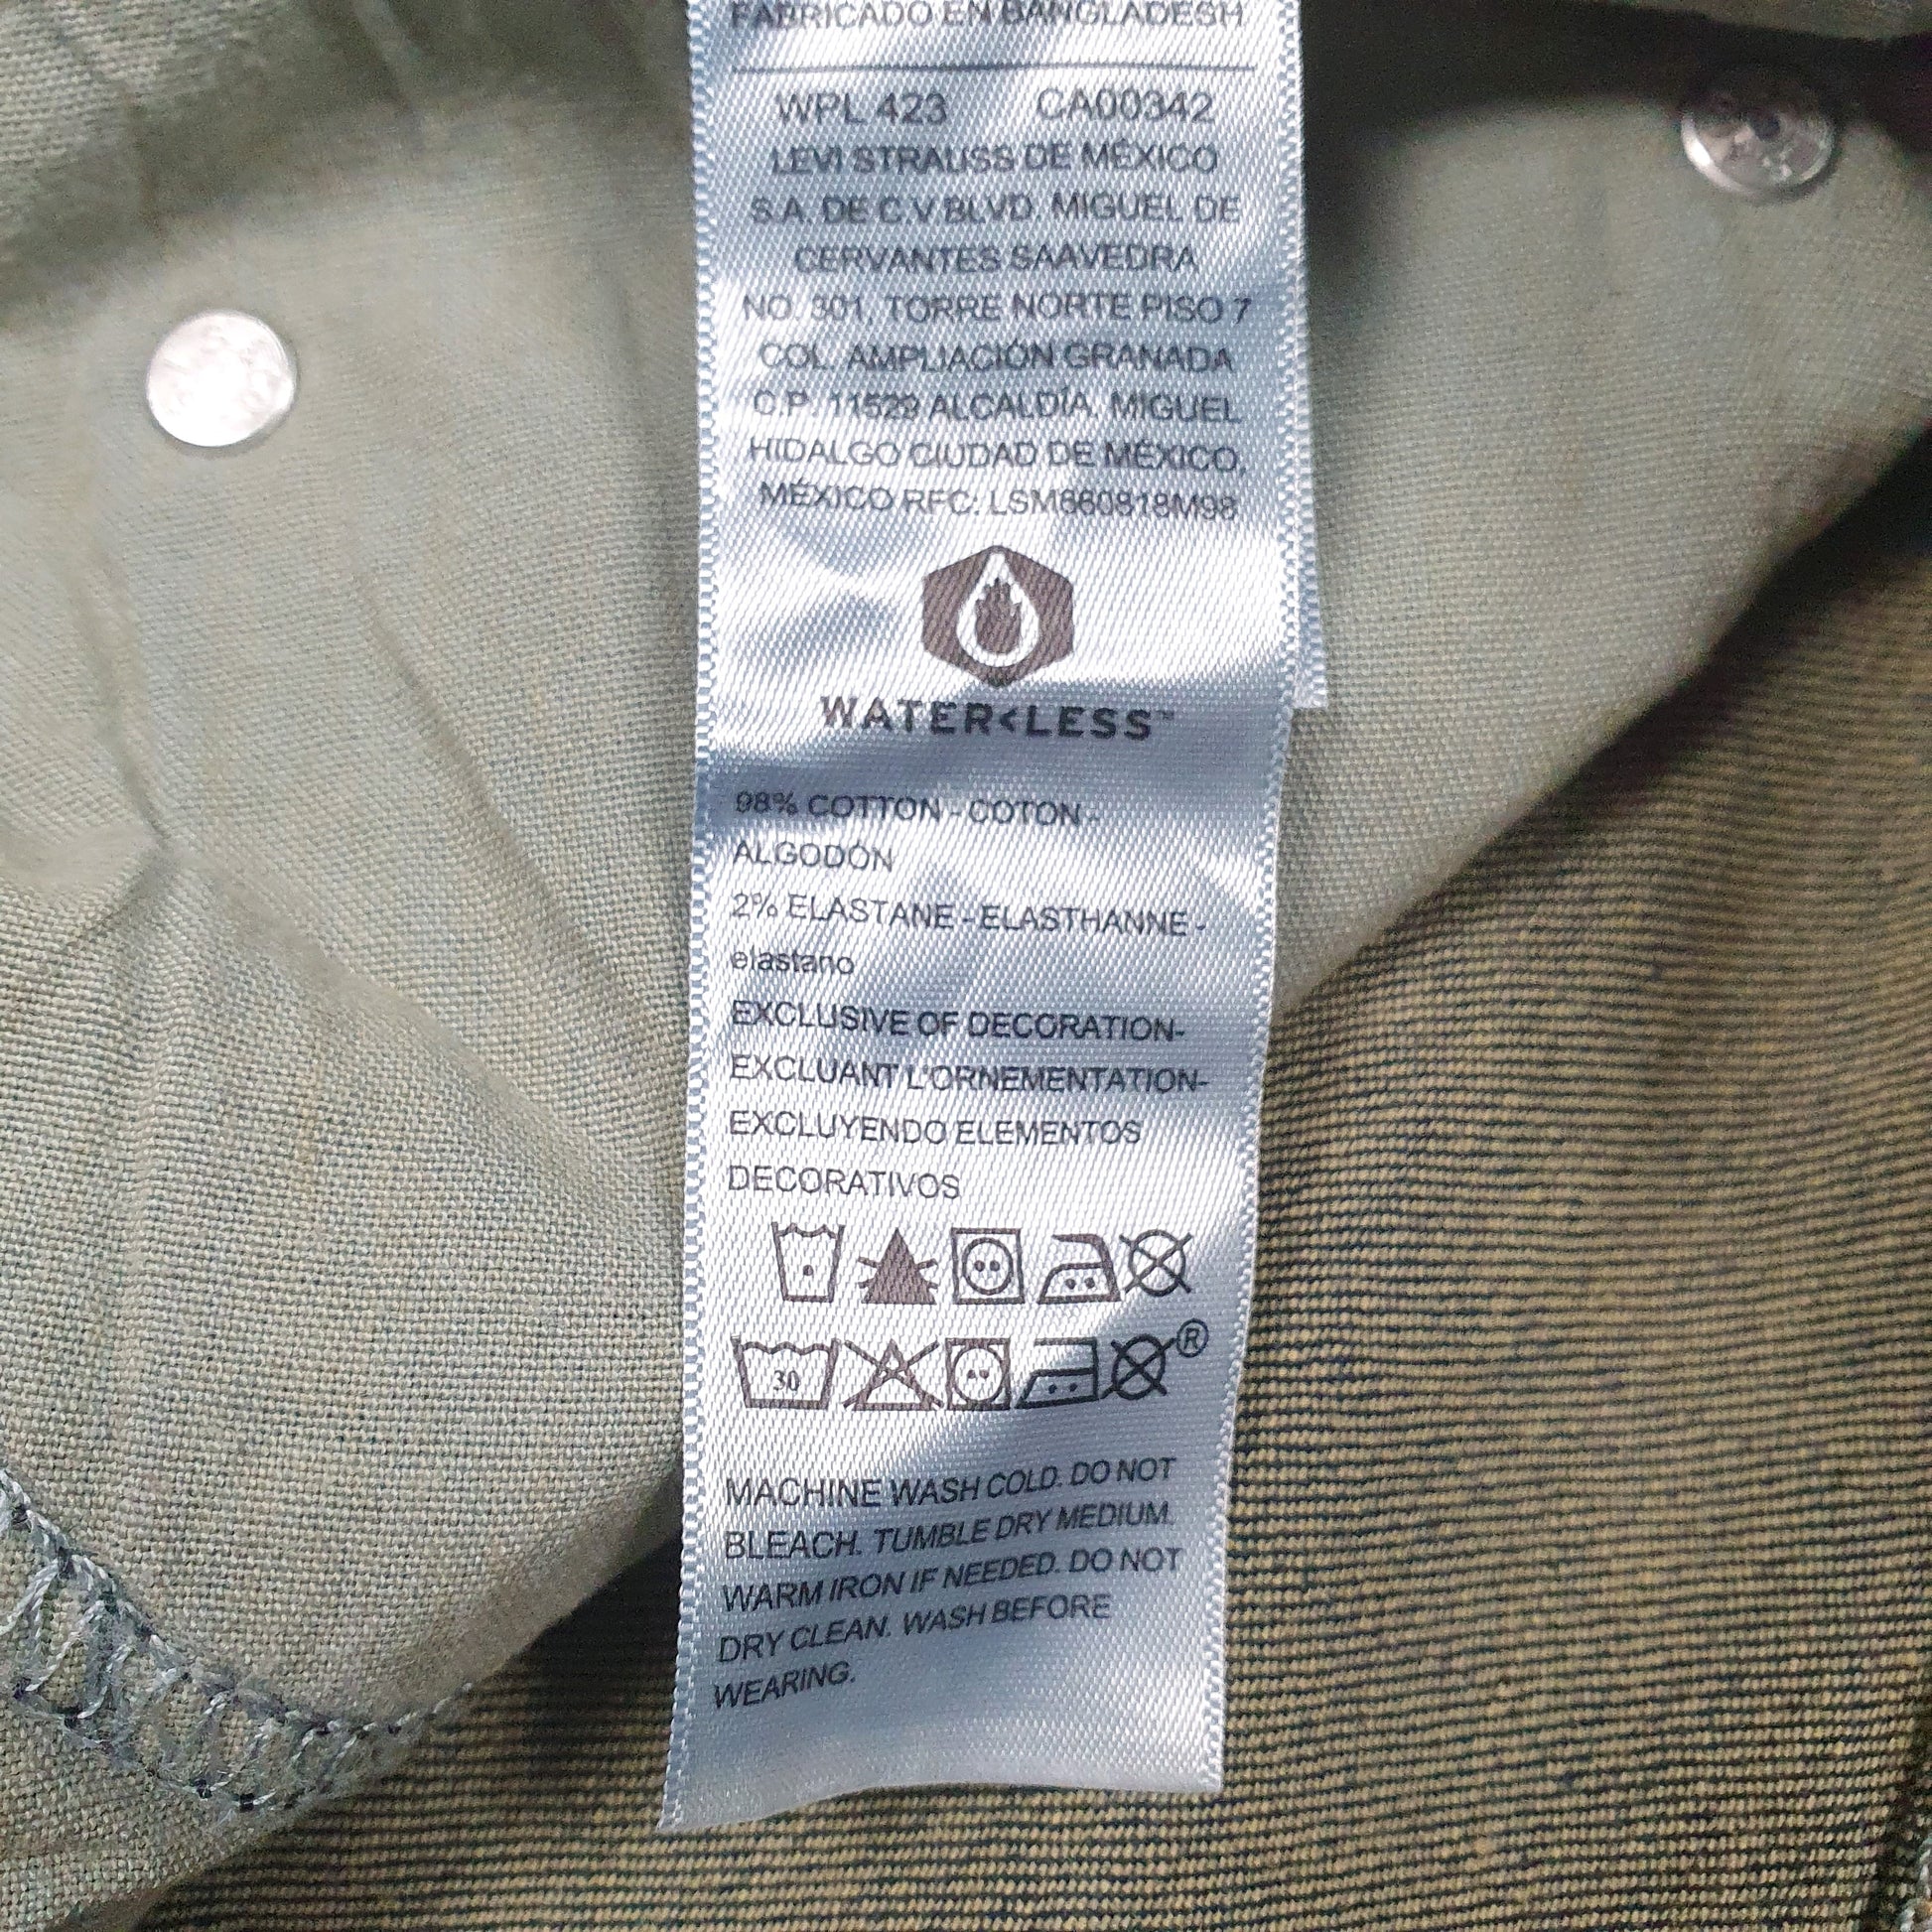 FABRICADO EN BANGLADESH
WPL 423 CA00342
LEVI STRAUSS DE MÉXICO
S.A. DE C.V BLVD. MIGUEL DE
CERVANTES SAAVEDRA
NO. 301, TORRE NORTE PISO 7
COL. AMPLIACIÓN GRANADA
C.P. 11529 ALCALDÍA, MIGUEL
HIDALGO CIUDAD DE MÉXICO,
MÉXICO RFC: LSM660818M98
WATER<LESS™
98% COTTON - COTON -
ALGODÓN
2% ELASTANE - ELASTHANNE -
elastano
EXCLUSIVE OF DECORATION-
EXCLUANT L'ORNEMENTATION-
EXCLUYENDO ELEMENTOS
DECORATIVOS
30 ®
MACHINE WASH COLD. DO NOT
BLEACH. TUMBLE DRY MEDIUM.
WARM IRON IF NEEDED. DO NOT
DRY CLEAN. WASH BEFORE
WEARING.